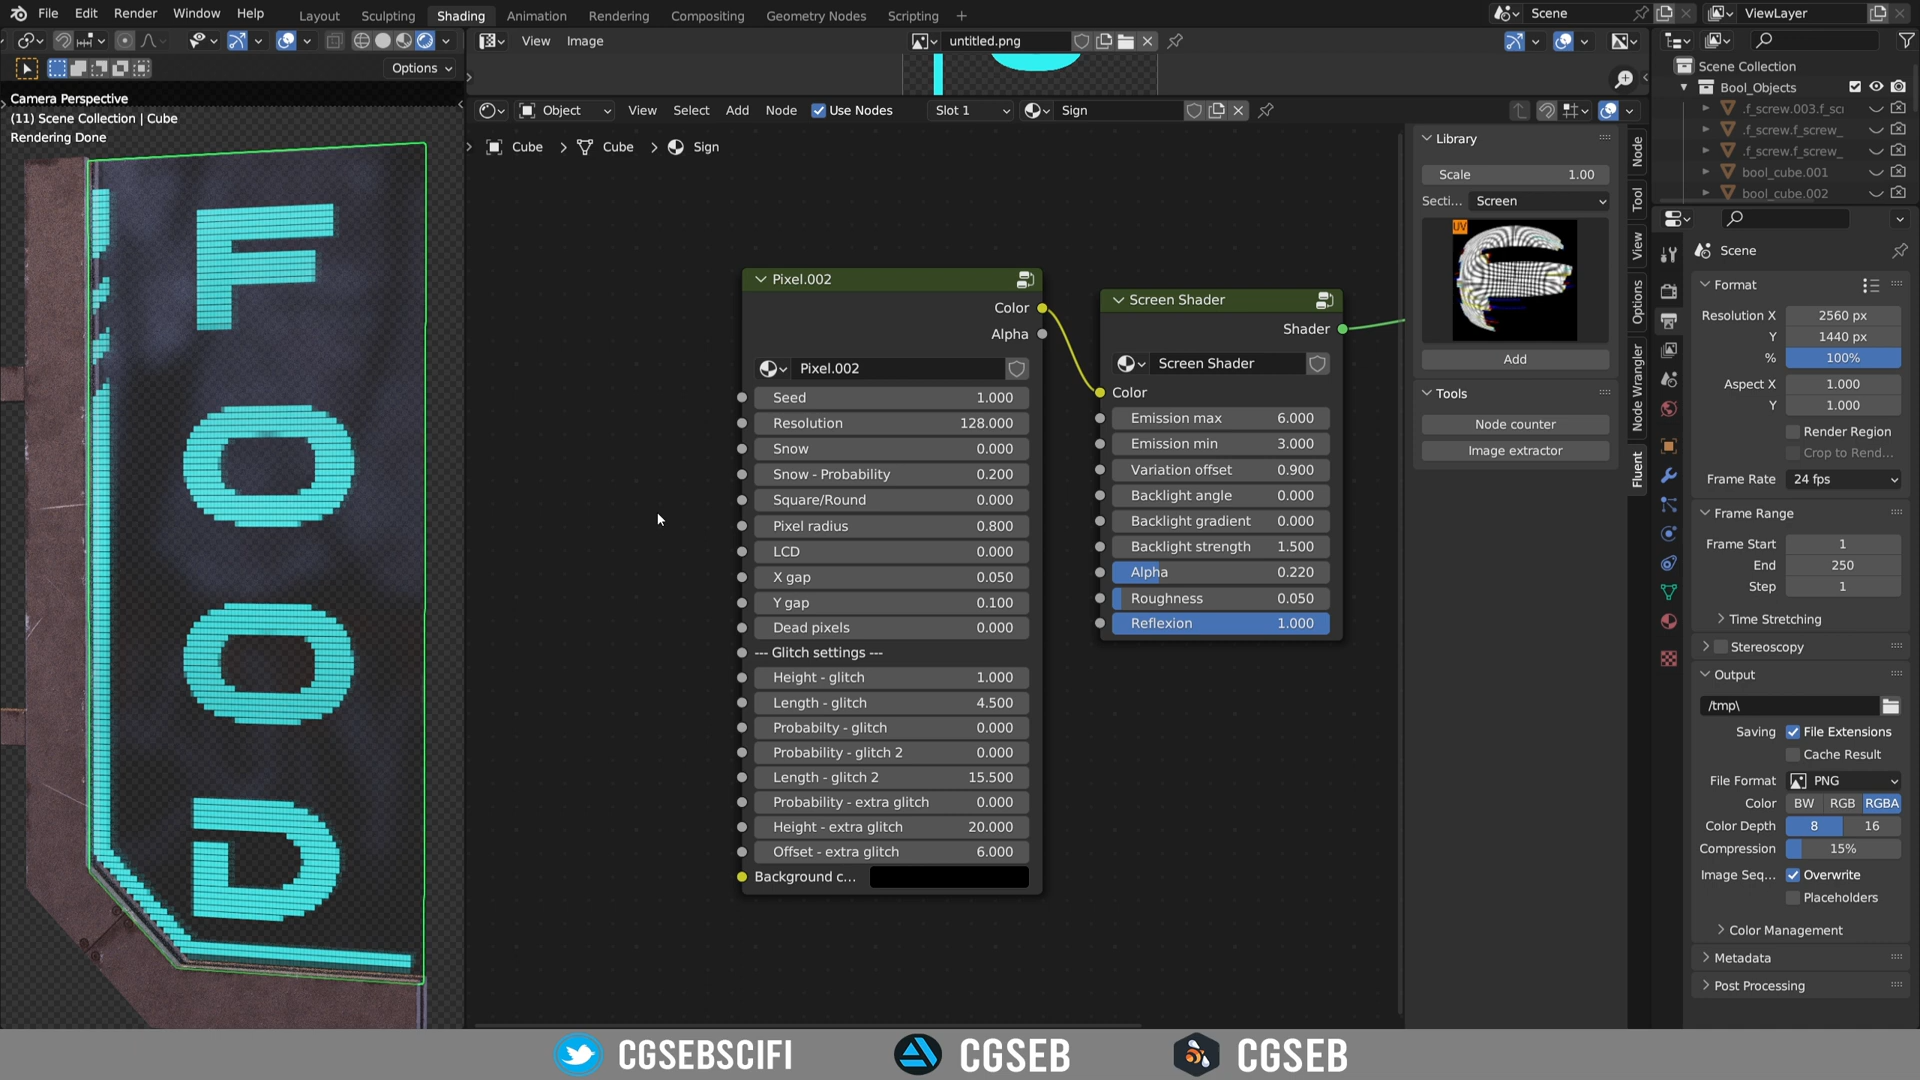 File Edit Render Window Help
Layout Sculpting Shading Animation Rendering Compositing Geometry Nodes Scripting
Scene
ViewLayer
View Image
untitled.png
Options
Object View Select Add Node Use Nodes Slot 1 Sign
Camera Perspective
(11) Scene Collection | Cube
Rendering Done
Cube Cube Sign
FOOD
Pixel.002
Color
Alpha
Pixel.002
Seed 1.000
Resolution 128.000
Snow 0.000
Snow - Probability 0.200
Square/Round 0.000
Pixel radius 0.800
LCD 0.000
X gap 0.050
Y gap 0.100
Dead pixels 0.000
--- Glitch settings ---
Height - glitch 1.000
Length - glitch 4.500
Probabilty - glitch 0.000
Probability - glitch 2 0.000
Length - glitch 2 15.500
Probability - extra glitch 0.000
Height - extra glitch 20.000
Offset - extra glitch 6.000
Background c...
Screen Shader
Shader
Screen Shader
Color
Emission max 6.000
Emission min 3.000
Variation offset 0.900
Backlight angle 0.000
Backlight gradient 0.000
Backlight strength 1.500
Alpha 0.220
Roughness 0.050
Reflexion 1.000
Library
Scale 1.00
Secti... Screen
UV
Add
Tools
Node counter
Image extractor
Node
Tool
View
Options
Node Wrangler
Fluent
Scene Collection
Bool_Objects
.f_screw.003.f_scr
.f_screw.f_screw_
.f_screw.f_screw_
bool_cube.001
bool_cube.002
Scene
Format
Resolution X 2560 px
Y 1440 px
% 100%
Aspect X 1.000
Y 1.000
Render Region
Crop to Rend...
Frame Rate 24 fps
Frame Range
Frame Start 1
End 250
Step 1
Time Stretching
Stereoscopy
Output
/tmp\
Saving File Extensions
Cache Result
File Format PNG
Color BW RGB RGBA
Color Depth 8 16
Compression 15%
Image Seq... Overwrite
Placeholders
Color Management
Metadata
Post Processing
CGSEBSCIFI CGSEB CGSEB